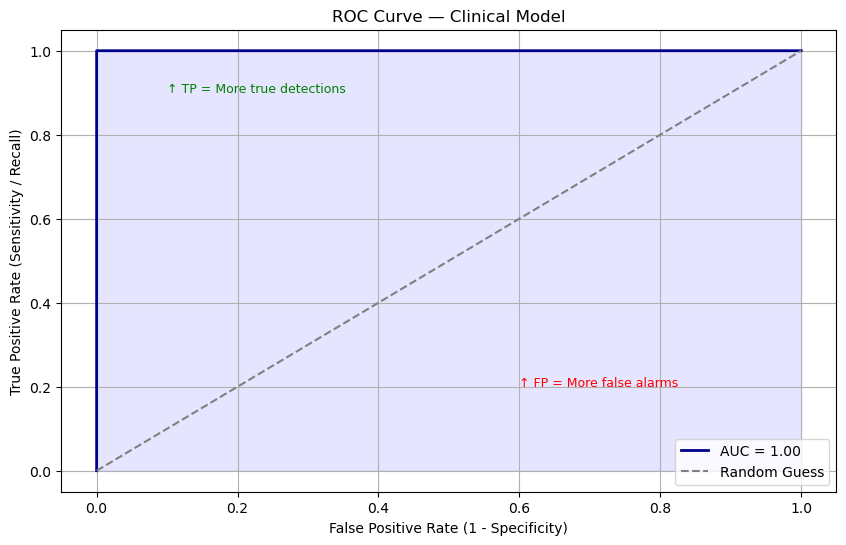 ROC Curve — Clinical Model
True Positive Rate (Sensitivity / Recall)
1.0
0.8
0.6
0.4
0.2
0.0
↑ TP = More true detections
↑ FP = More false alarms
AUC = 1.00
Random Guess
0.0 0.2 0.4 0.6 0.8 1.0
False Positive Rate (1 - Specificity)